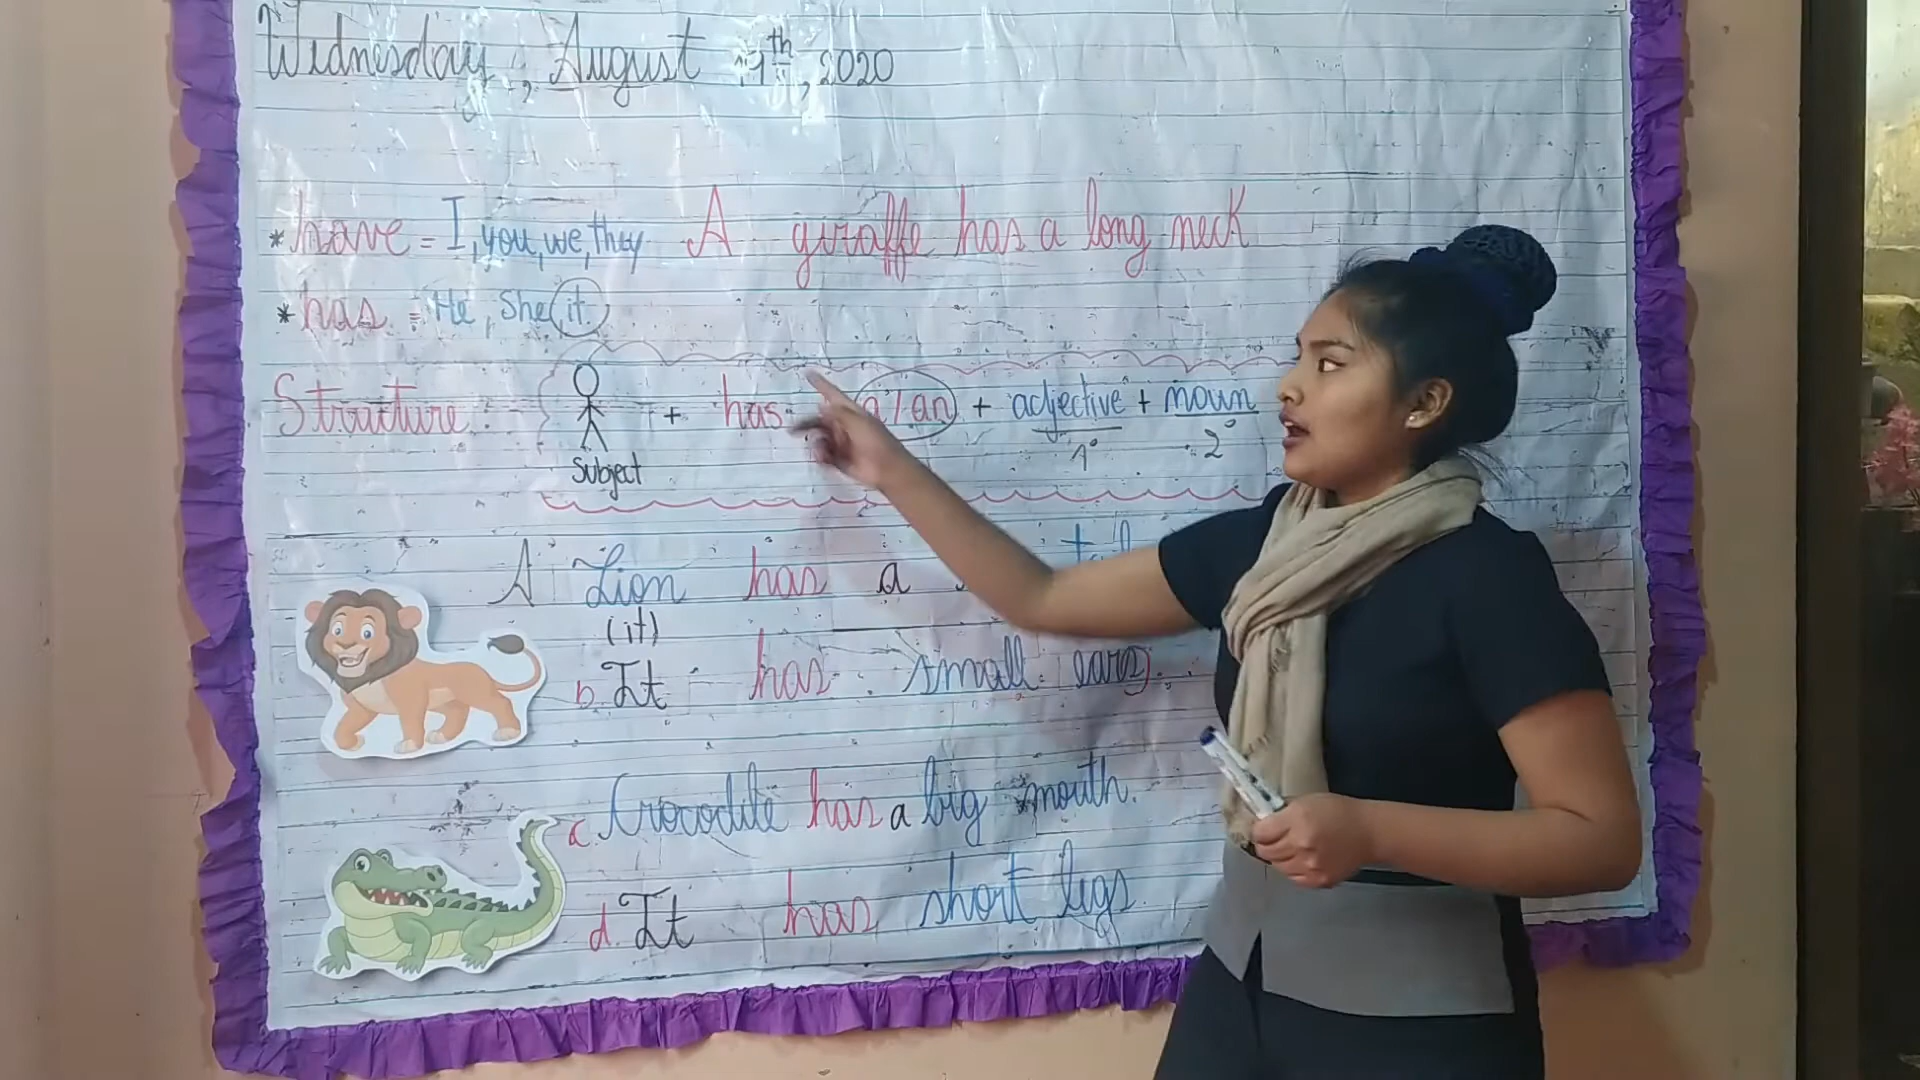 Wednesday, August 19th, 2020
*have = I, you, we, they A giraffe has a long neck
*has = He, She, it
Structure: + has a/an + adjective + noun
1° 2°
Subject
A Lion has a
(it)
b. It has small ears.
c. Crocodile has a big mouth.
d. It has short legs